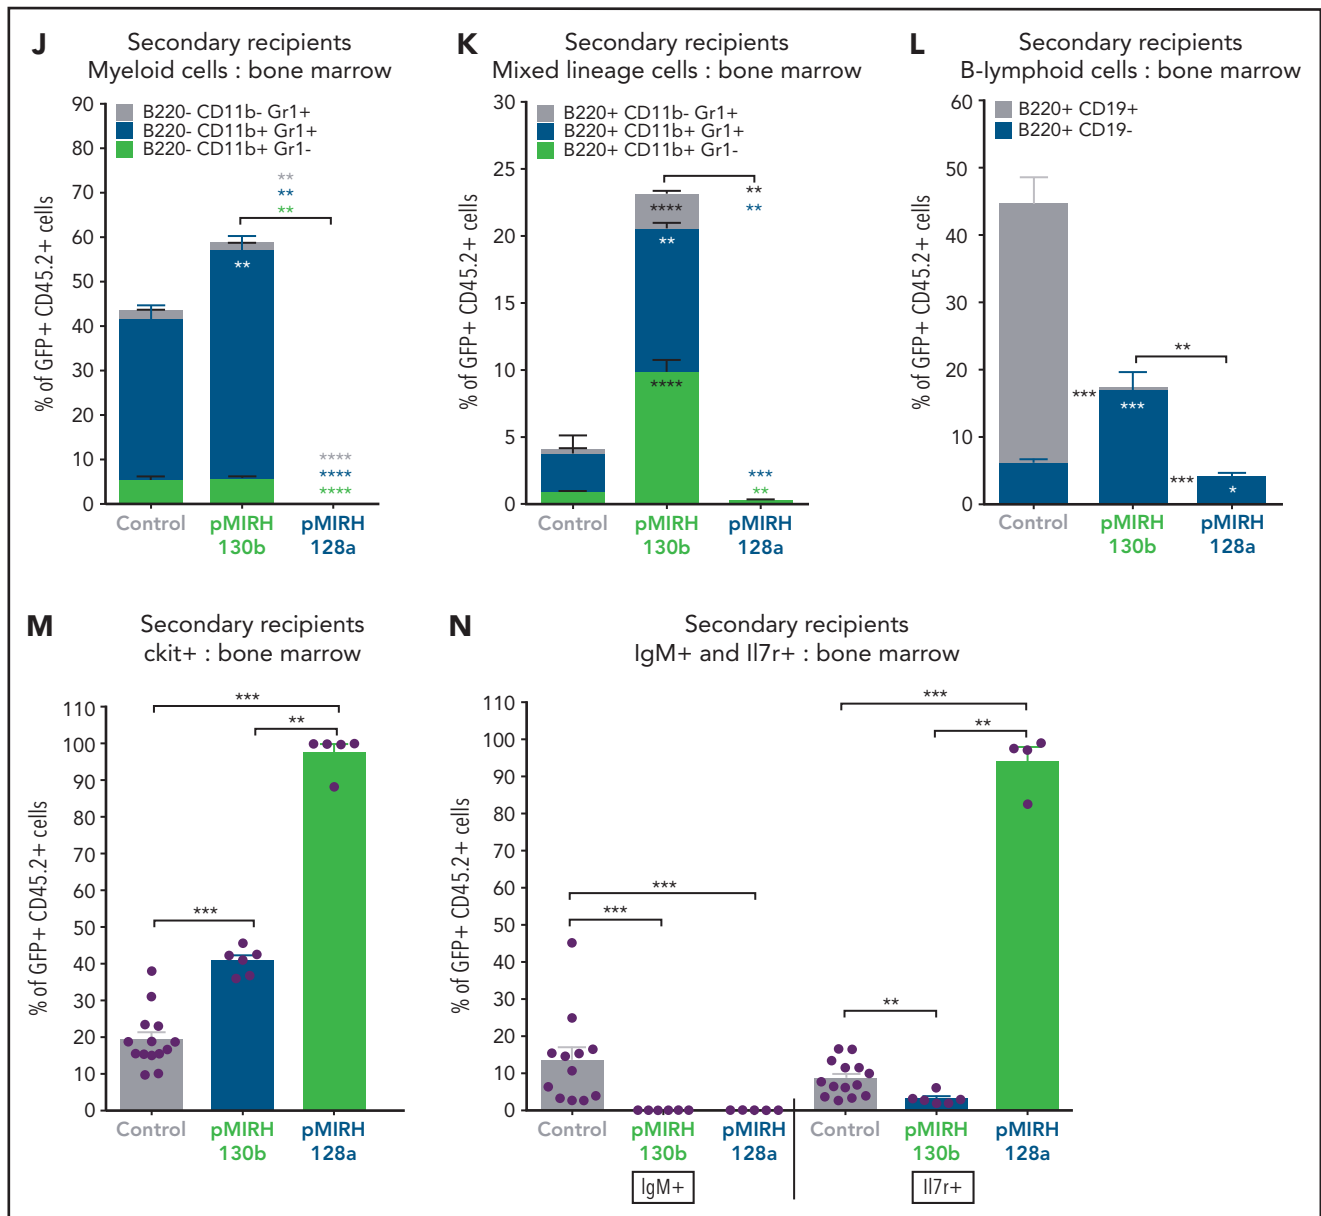 J
Secondary recipients
Myeloid cells : bone marrow
B220- CD11b- Gr1+
B220- CD11b+ Gr1+
B220- CD11b+ Gr1-
% of GFP+ CD45.2+ cells
90
80
70
60
50
40
30
20
10
0
**
**
**
**
****
****
****
Control
pMIRH
130b
pMIRH
128a
K
Secondary recipients
Mixed lineage cells : bone marrow
B220+ CD11b- Gr1+
B220+ CD11b+ Gr1+
B220+ CD11b+ Gr1-
% of GFP+ CD45.2+ cells
30
25
20
15
10
5
0
**
**
****
**
****
***
**
Control
pMIRH
130b
pMIRH
128a
L
Secondary recipients
B-lymphoid cells : bone marrow
B220+ CD19+
B220+ CD19-
% of GFP+ CD45.2+ cells
60
50
40
30
20
10
0
**
***
***
***
*
Control
pMIRH
130b
pMIRH
128a
M
Secondary recipients
ckit+ : bone marrow
% of GFP+ CD45.2+ cells
110
100
90
80
70
60
50
40
30
20
10
0
***
**
***
Control
pMIRH
130b
pMIRH
128a
N
Secondary recipients
IgM+ and Il7r+ : bone marrow
% of GFP+ CD45.2+ cells
110
100
90
80
70
60
50
40
30
20
10
0
***
***
***
**
**
Control
pMIRH
130b
pMIRH
128a
Control
pMIRH
130b
pMIRH
128a
IgM+
Il7r+